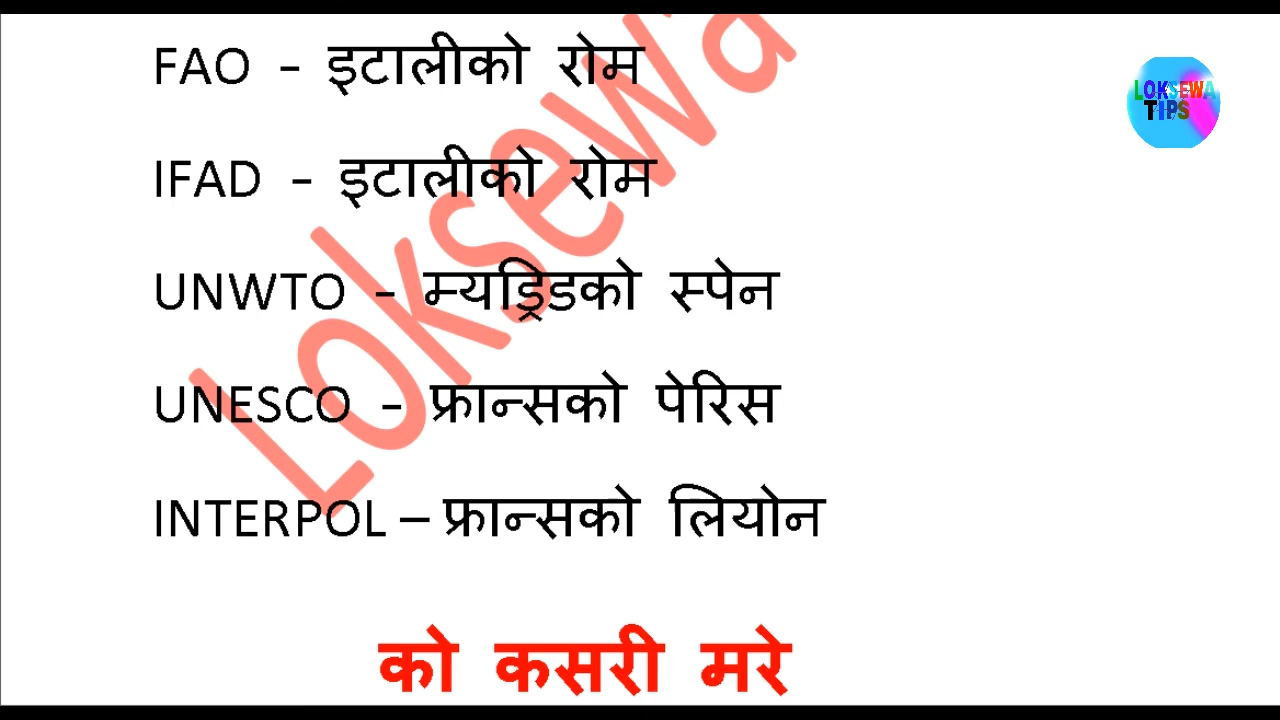 FAO - इटालीको रोम
LOKSEWA
TIPS
IFAD - इटालीको रोम
UNWTO - म्यड्रिडको स्पेन
UNESCO - फ्रान्सको पेरिस
INTERPOL – फ्रान्सको लियोन
Loksewa
को कसरी मरे